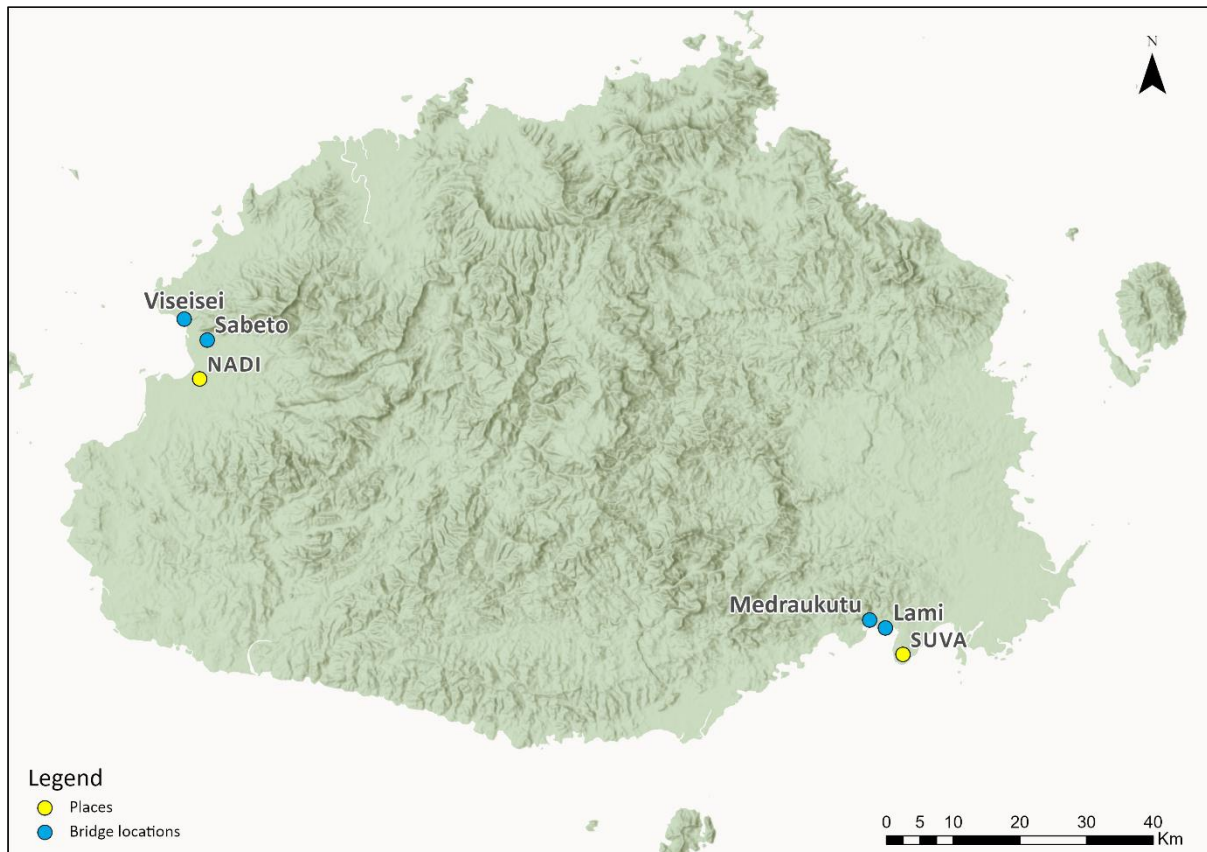 N
Viseisei
Sabeto
NADI
Medraukutu
Lami
SUVA
Legend
Places
Bridge locations
0 5 10 20 30 40
Km